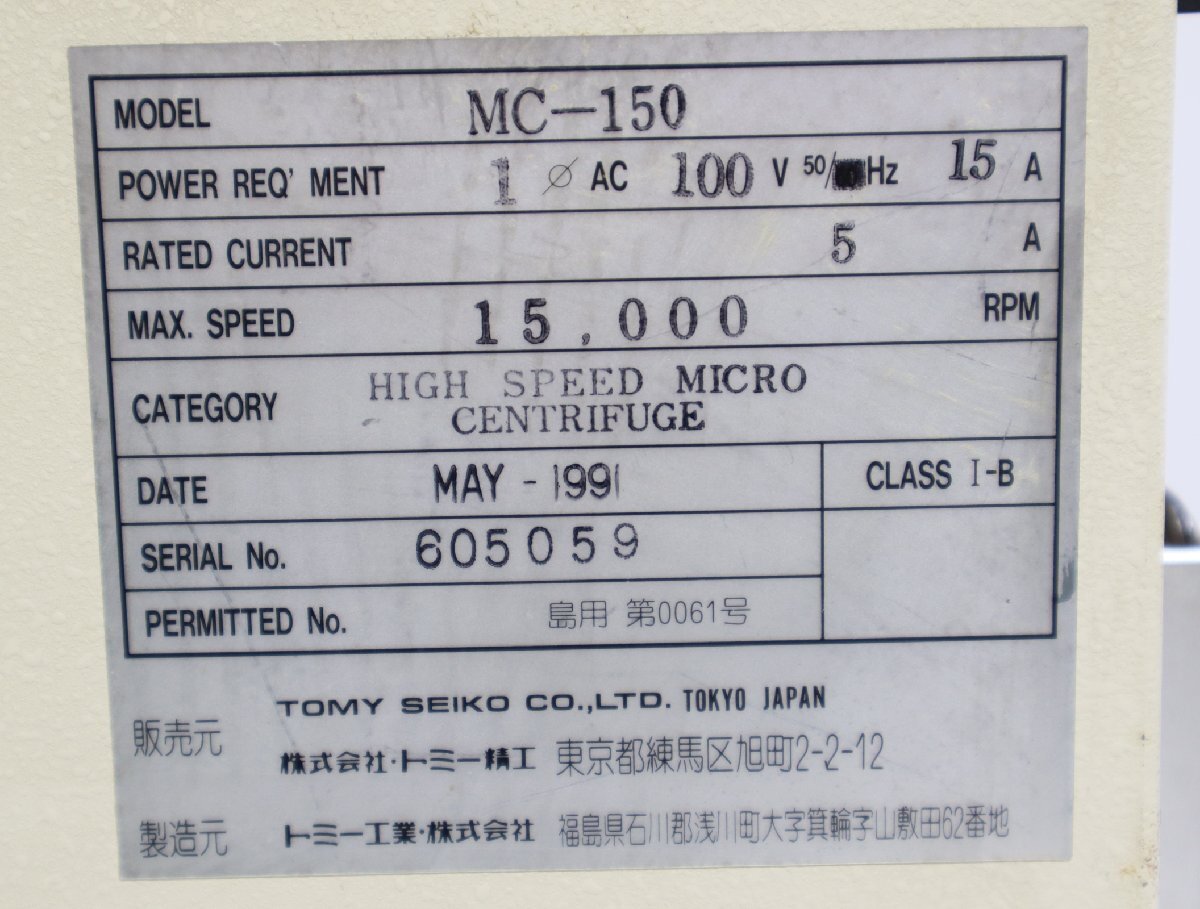 MODEL MC-150
POWER REQ' MENT 1 ∅ AC 100 V 50/ Hz 15 A
RATED CURRENT 5 A
MAX. SPEED 15,000 RPM
CATEGORY HIGH SPEED MICRO
CENTRIFUGE
DATE MAY - 1991 CLASS I-B
SERIAL No. 605059
PERMITTED No. 島用 第0061号
TOMY SEIKO CO.,LTD. TOKYO JAPAN
販売元 株式会社・トミー精工 東京都練馬区旭町2-2-12
製造元 トミー工業・株式会社 福島県石川郡浅川町大字箕輪字山敷田62番地